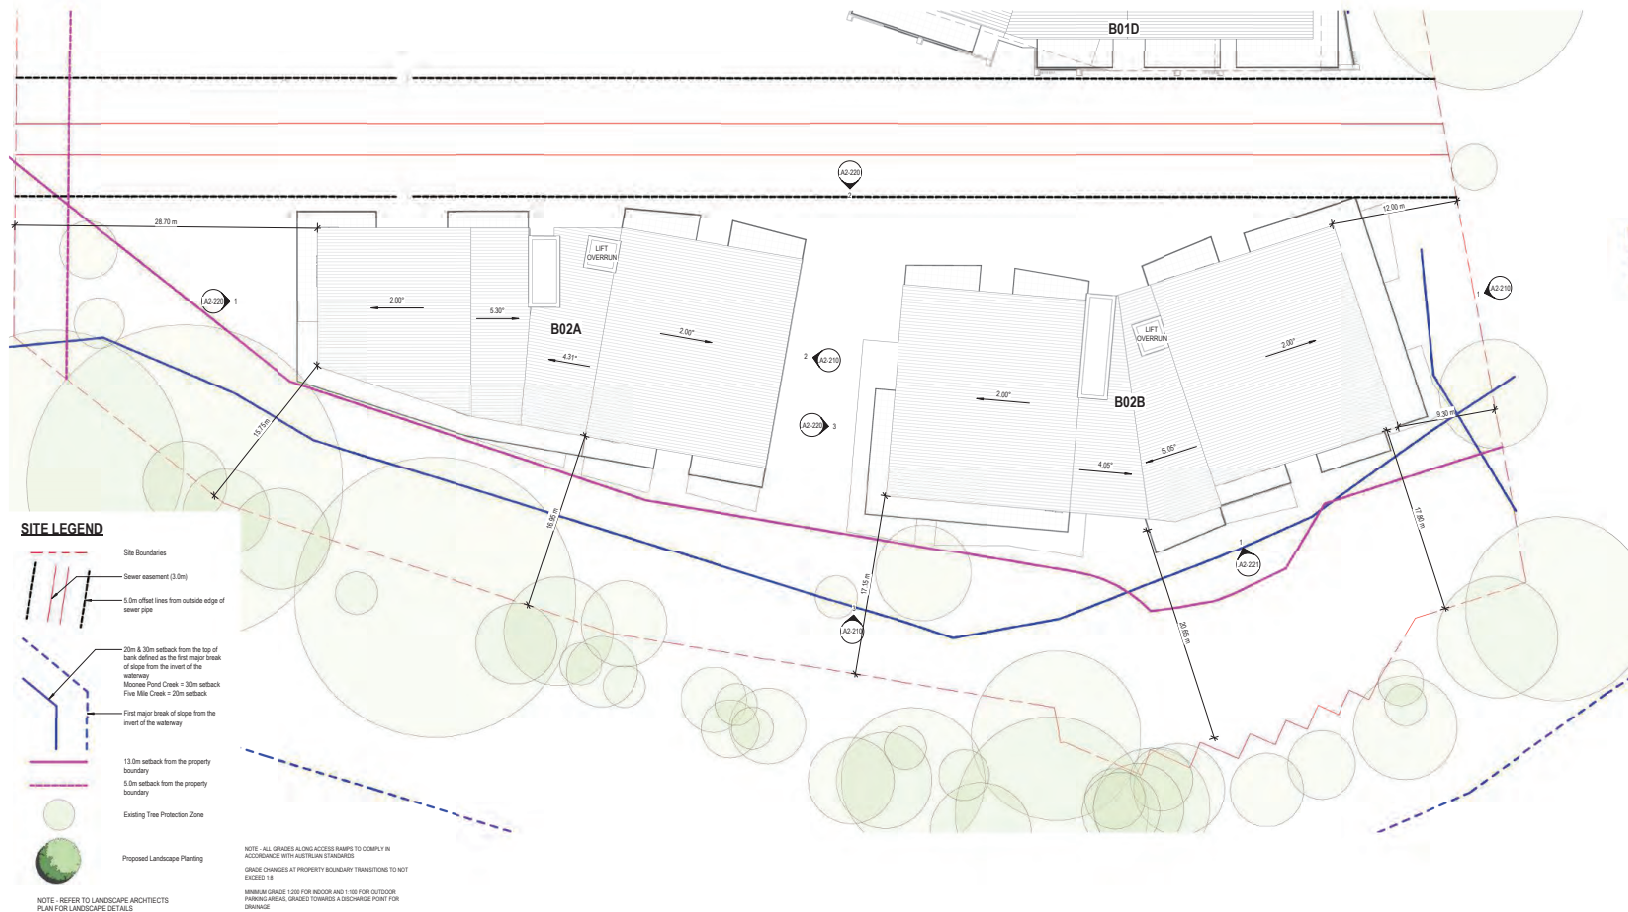 B01D
A2-220
2
28.70 m
12.00 m
LIFT
OVERRUN
A2-220
1
2.00°
5.30°
B02A
4.31°
2.00°
1
A2-210
2
A2-210
LIFT
OVERRUN
2.00°
2.00°
B02B
9.30 m
A2-220
3
15.75 m
5.05°
4.05°
16.95 m
17.80 m
1
A2-221
17.15 m
3
A2-210
20.65 m
SITE LEGEND
Site Boundaries
Sewer easement (3.0m)
5.0m offset lines from outside edge of
sewer pipe
20m & 30m setback from the top of
bank defined as the first major break
of slope from the invert of the
waterway
Moonee Pond Creek = 30m setback
Five Mile Creek = 20m setback
First major break of slope from the
invert of the waterway
13.0m setback from the property
boundary
5.0m setback from the property
boundary
Existing Tree Protection Zone
Proposed Landscape Planting
NOTE - REFER TO LANDSCAPE ARCHTIECTS
PLAN FOR LANDSCAPE DETAILS
NOTE - ALL GRADES ALONG ACCESS RAMPS TO COMPLY IN
ACCORDANCE WITH AUSTRLIAN STANDARDS
GRADE CHANGES AT PROPERTY BOUNDARY TRANSITIONS TO NOT
EXCEED 1:8
MINIMUM GRADE 1:200 FOR INDOOR AND 1:100 FOR OUTDOOR
PARKING AREAS, GRADED TOWARDS A DISCHARGE POINT FOR
DRAINAGE